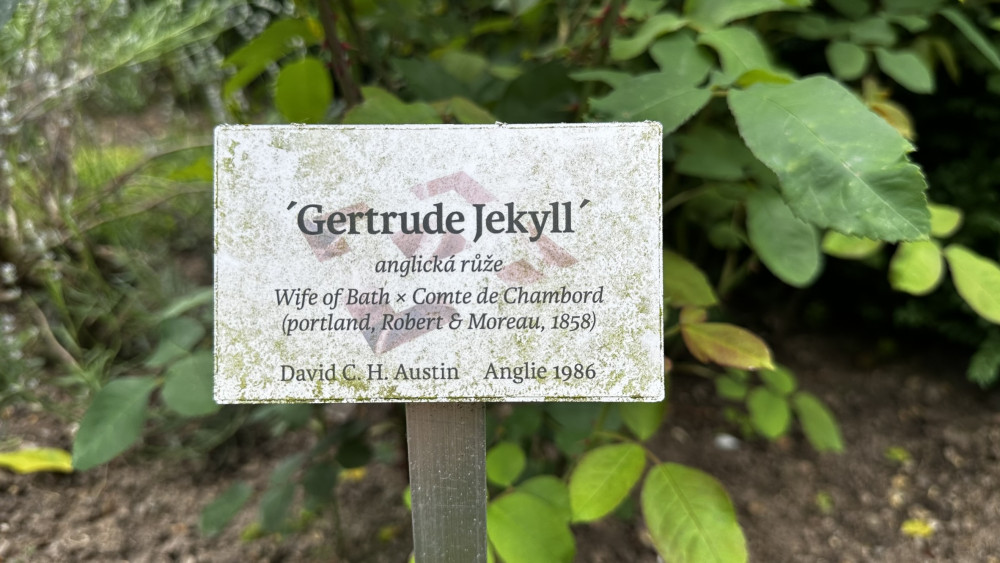 ´Gertrude Jekyll´
anglická růže
Wife of Bath × Comte de Chambord
(portland, Robert & Moreau, 1858)
David C. H. Austin Anglie 1986